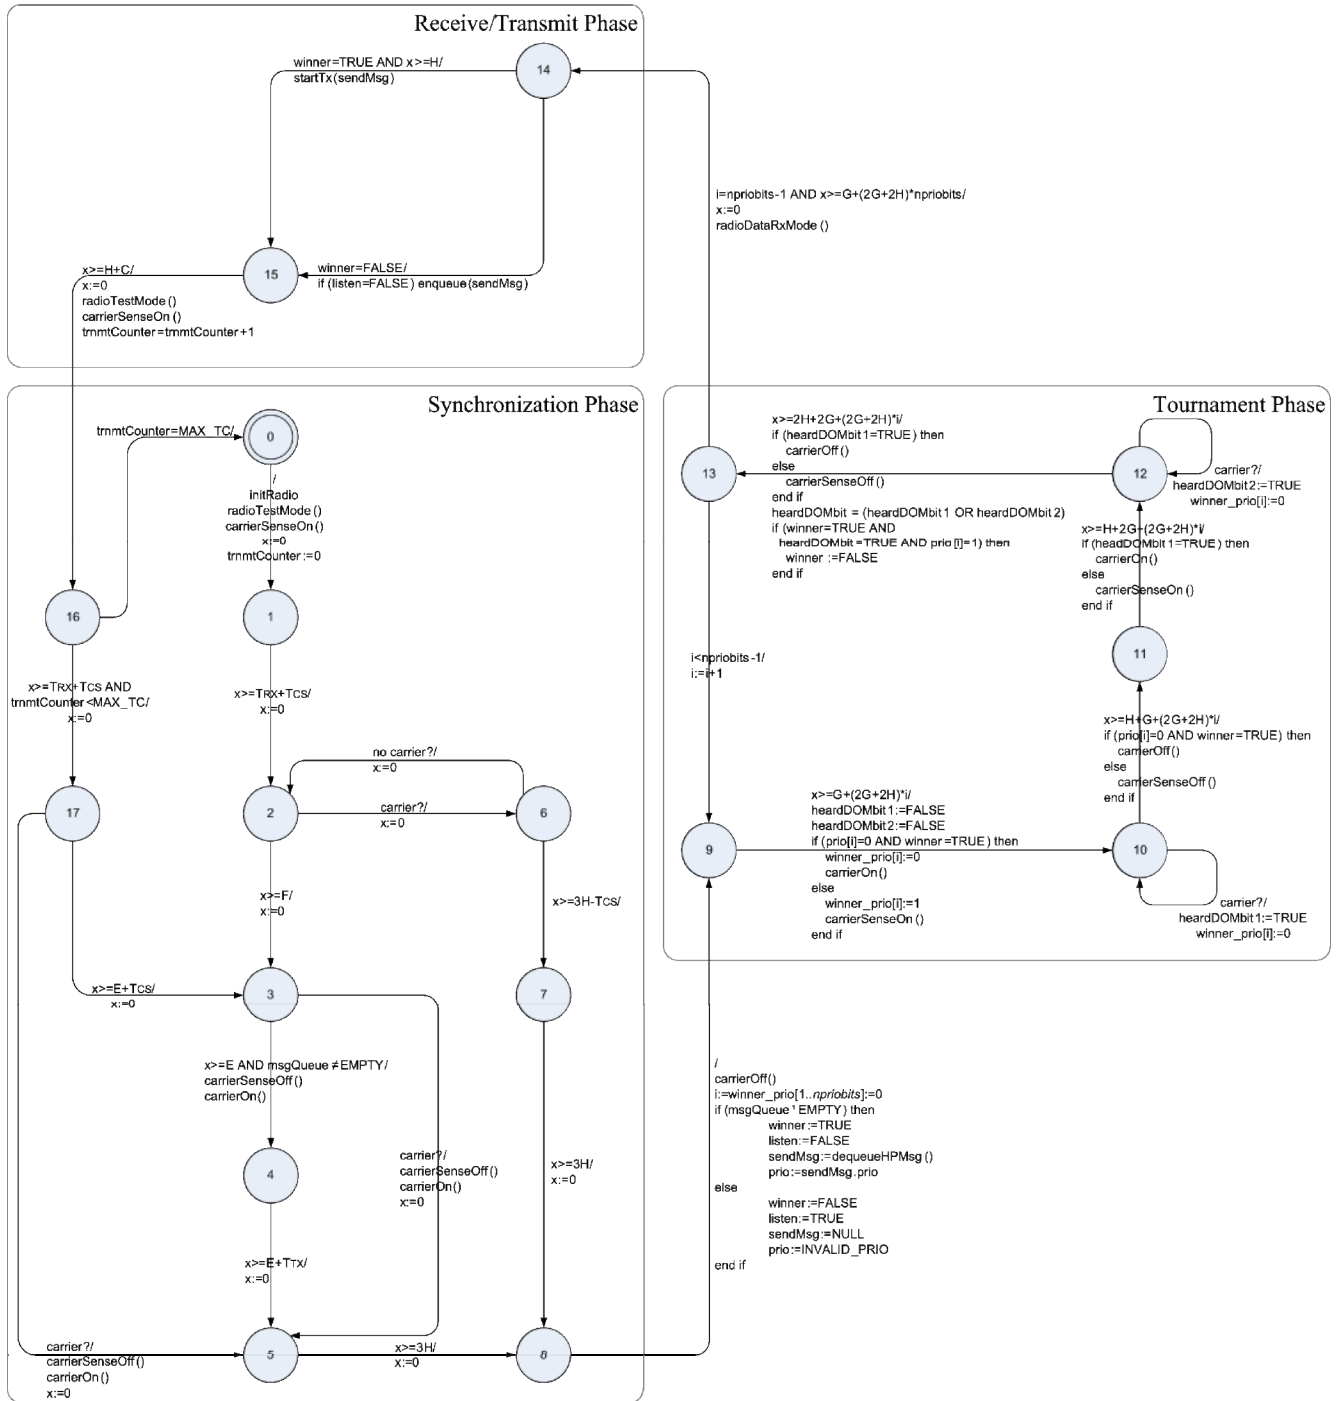 Receive/Transmit Phase
14
winner=TRUE AND x>=H/
startTx(sendMsg)
i=npriobits-1 AND x>=G+(2G+2H)*npriobits/
x:=0
radioDataRxMode()
15
winner=FALSE/
if (listen=FALSE) enqueue(sendMsg)
x>=H+C/
x:=0
radioTestMode()
carrierSenseOn()
trnmtCounter=trnmtCounter+1
Synchronization Phase
trnmtCounter=MAX_TC/
0
/
initRadio
radioTestMode()
carrierSenseOn()
x:=0
trnmtCounter:=0
16
1
x>=TRX+TCS AND
trnmtCounter<MAX_TC/
x:=0
x>=TRX+TCS/
x:=0
no carrier?/
x:=0
17
2
carrier?/
x:=0
6
x>=F/
x:=0
x>=3H-TCS/
x>=E+TCS/
x:=0
3
7
x>=E AND msgQueue≠EMPTY/
carrierSenseOff()
carrierOn()
4
carrier?/
carrierSenseOff()
carrierOn()
x:=0
x>=3H/
x:=0
x>=E+TTX/
x:=0
carrier?/
carrierSenseOff()
carrierOn()
x:=0
5
x>=3H/
x:=0
8
Tournament Phase
x>=2H+2G+(2G+2H)*i/
if (heardDOMbit1=TRUE) then
carrierOff()
else
carrierSenseOff()
end if
heardDOMbit = (heardDOMbit1 OR heardDOMbit2)
if (winner=TRUE AND
heardDOMbit=TRUE AND prio[i]=1) then
winner :=FALSE
end if
13
12
carrier?/
heardDOMbit2:=TRUE
winner_prio[i]:=0
x>=H+2G+(2G+2H)*i/
if (headDOMbit1=TRUE) then
carrierOn()
else
carrierSenseOn()
end if
11
i<npriobits-1/
i:=i+1
x>=H+G+(2G+2H)*i/
if (prio[i]=0 AND winner=TRUE) then
carrierOff()
else
carrierSenseOff()
end if
9
x>=G+(2G+2H)*i/
heardDOMbit1:=FALSE
heardDOMbit2:=FALSE
if (prio[i]=0 AND winner=TRUE) then
winner_prio[i]:=0
carrierOn()
else
winner_prio[i]:=1
carrierSenseOn()
end if
10
carrier?/
heardDOMbit1:=TRUE
winner_prio[i]:=0
/
carrierOff()
i:=winner_prio[1..npriobits]:=0
if (msgQueue ¹ EMPTY) then
winner:=TRUE
listen:=FALSE
sendMsg:=dequeueHPMsg()
prio:=sendMsg.prio
else
winner:=FALSE
listen:=TRUE
sendMsg:=NULL
prio:=INVALID_PRIO
end if